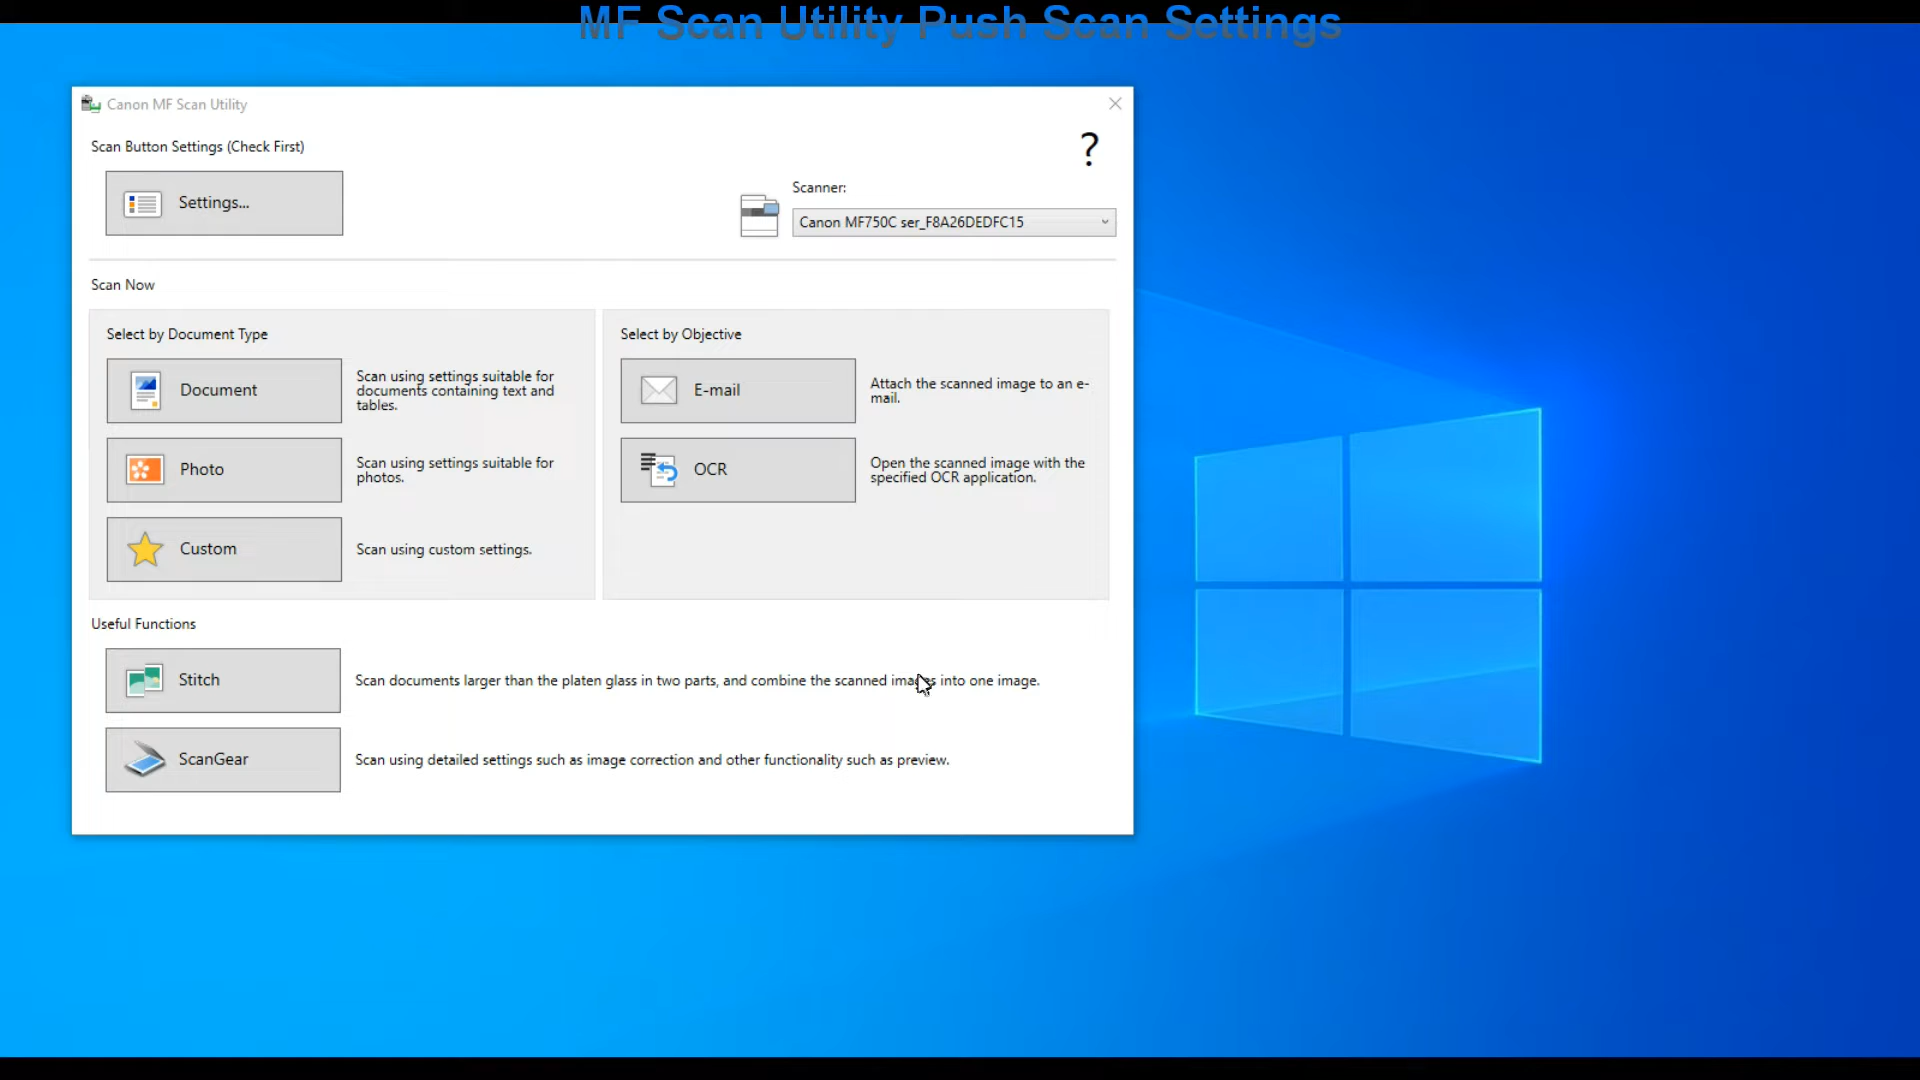 MF Scan Utility Push Scan Settings
Canon MF Scan Utility
Scan Button Settings (Check First)
?
Settings...
Scanner:
Canon MF750C ser_F8A26DEDFC15
Scan Now
Select by Document Type
Document
Scan using settings suitable for
documents containing text and
tables.
Photo
Scan using settings suitable for
photos.
Custom
Scan using custom settings.
Select by Objective
E-mail
Attach the scanned image to an e-
mail.
OCR
Open the scanned image with the
specified OCR application.
Useful Functions
Stitch
Scan documents larger than the platen glass in two parts, and combine the scanned images into one image.
ScanGear
Scan using detailed settings such as image correction and other functionality such as preview.